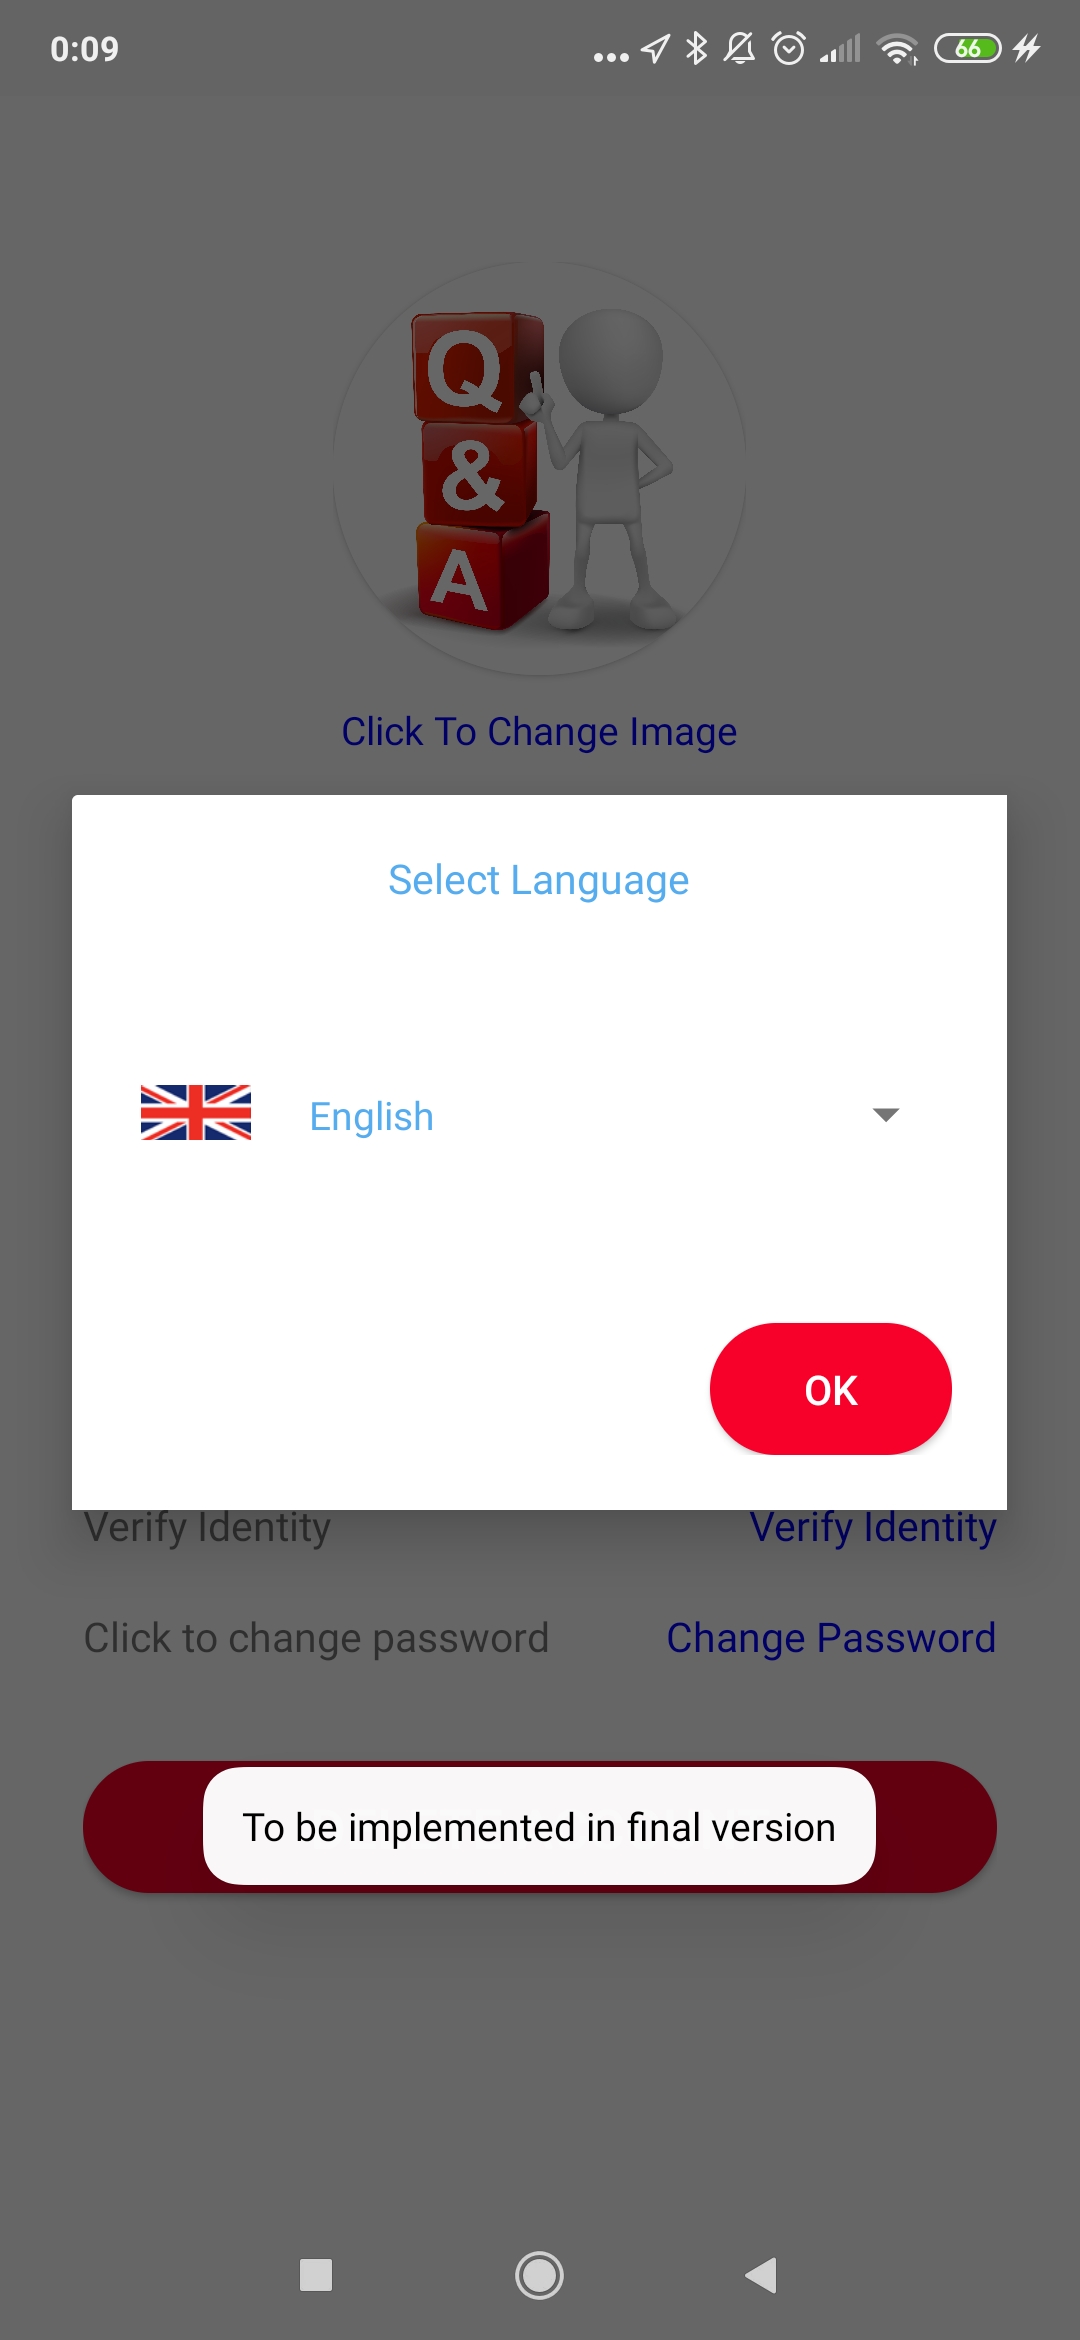 0:09
66
Q
&
A
Click To Change Image
Select Language
English
OK
Verify Identity Verify Identity
Click to change password Change Password
To be implemented in final version